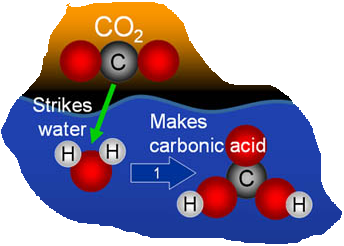 CO₂
C
Strikes
water
H H
Makes
carbonic acid
1
C
H H